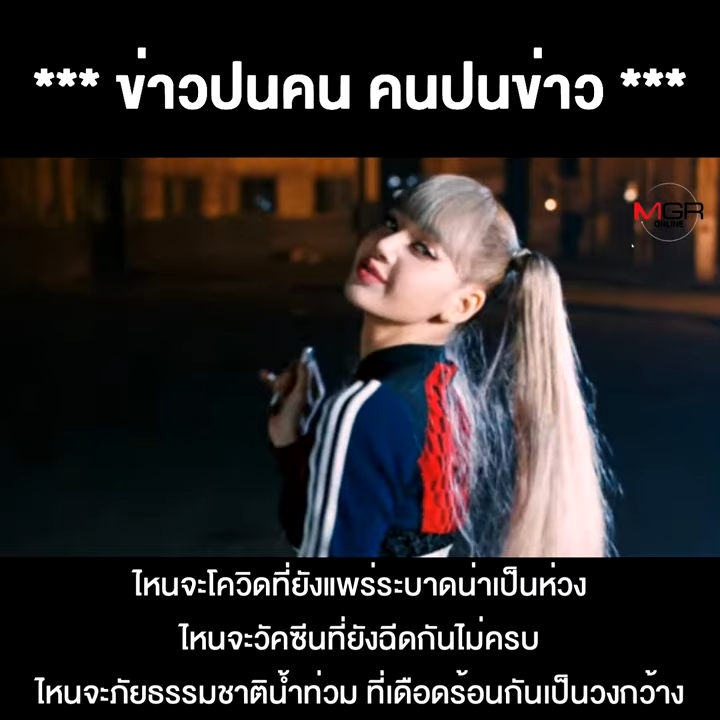 *** ข่าวปนคน คนปนข่าว ***
MGR
ONLINE
ไหนจะโควิดที่ยังแพร่ระบาดน่าเป็นห่วง
ไหนจะวัคซีนที่ยังฉีดกันไม่ครบ
ไหนจะภัยธรรมชาติน้ำท่วม ที่เดือดร้อนกันเป็นวงกว้าง